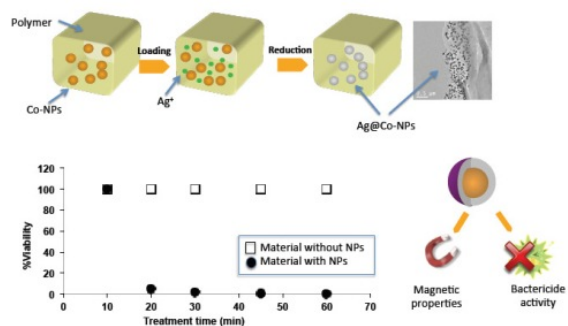 Polymer
Loading
Reduction
Co-NPs
Ag⁺
Ag@Co-NPs
120
100
80
60
40
20
0
%Viability
Material without NPs
Material with NPs
0 10 20 30 40 50 60 70
Treatment time (min)
Magnetic
properties
Bactericide
activity